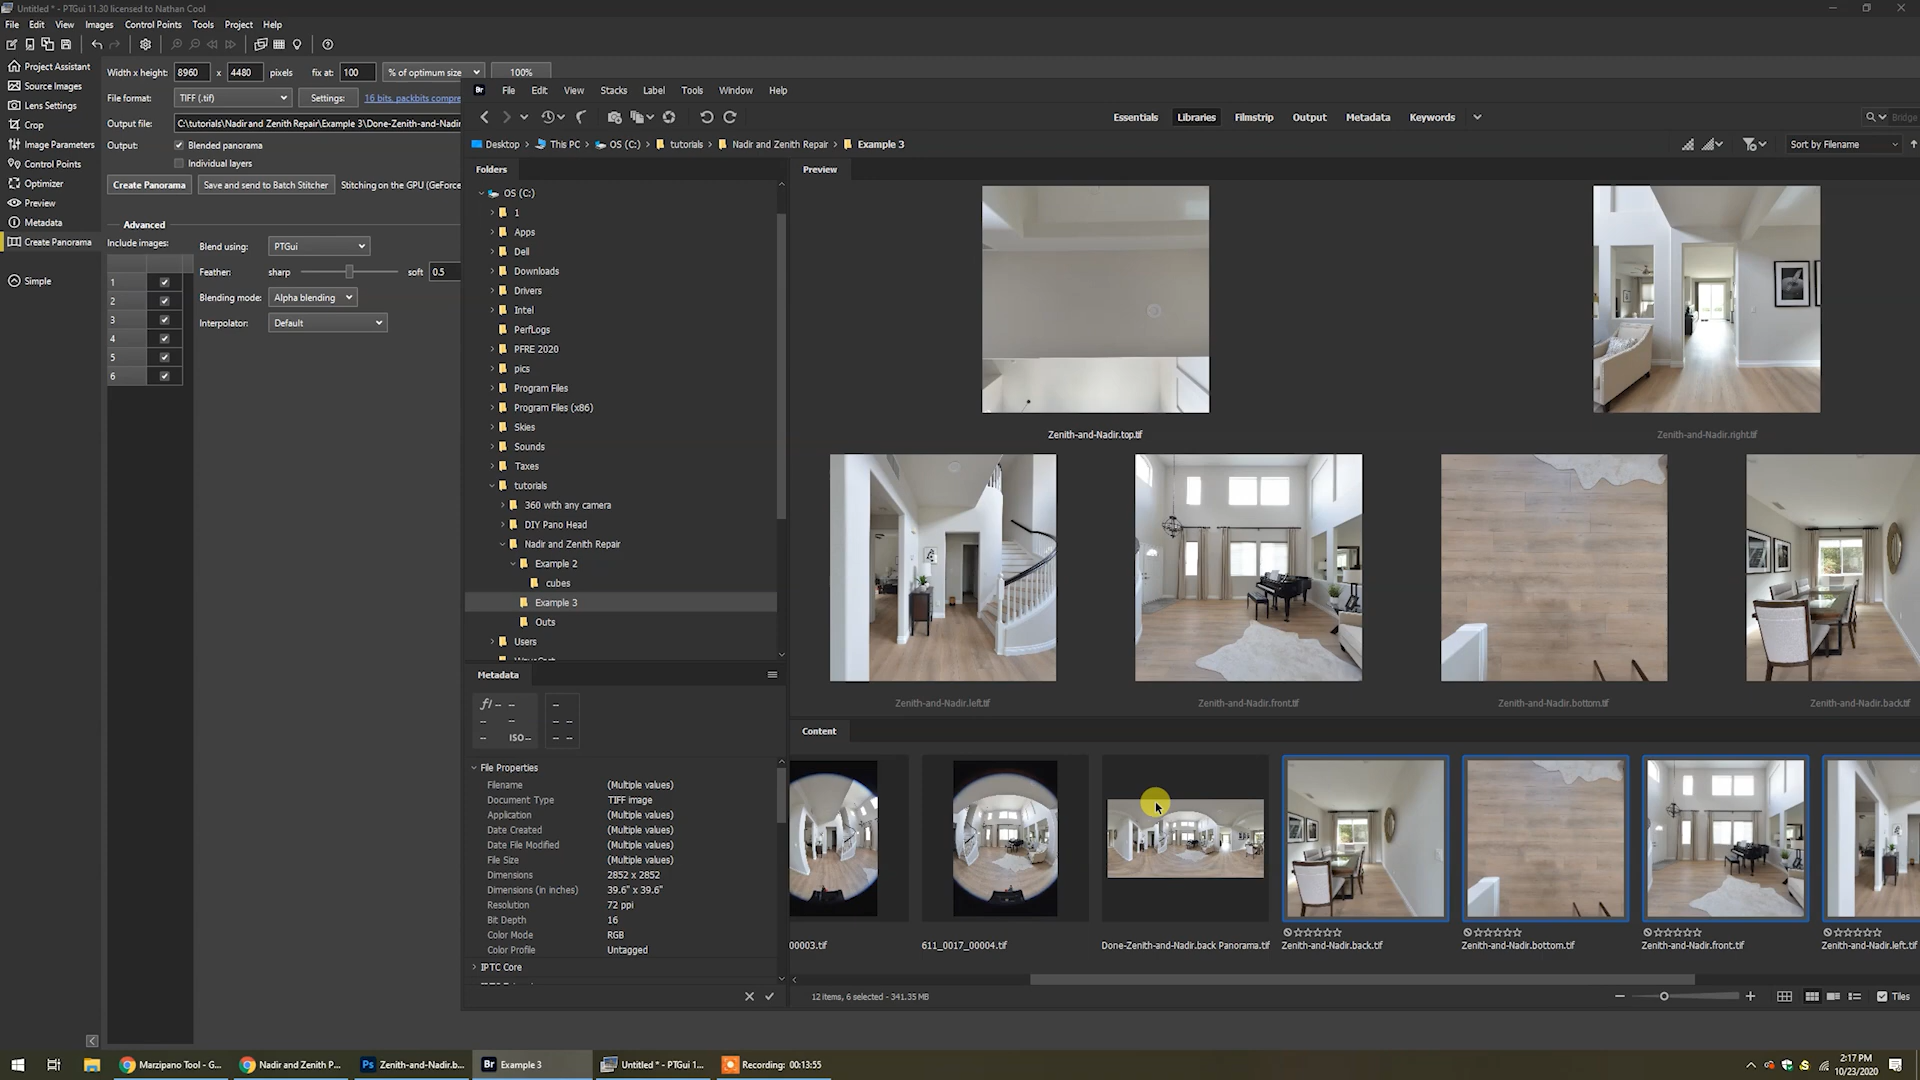 Untitled * - PTGui 11.30 licensed to Nathan Cool
File Edit View Images Control Points Tools Project Help
Project Assistant
Source Images
Lens Settings
Crop
Image Parameters
Control Points
Optimizer
Preview
Metadata
Create Panorama
Simple
Width x height: 8960 x 4480 pixels fix at: 100 % of optimum size 100%
File format: TIFF (.tif) Settings: 16 bits, packbits compre
Output file: C:\tutorials\Nadir and Zenith Repair\Example 3\Done-Zenith-and-Nadir
Output: Blended panorama
Individual layers
Create Panorama Save and send to Batch Stitcher Stitching on the GPU (GeForce
Advanced
Include images:
1
2
3
4
5
6
Blend using: PTGui
Feather: sharp soft 0.5
Blending mode: Alpha blending
Interpolator: Default
Br File Edit View Stacks Label Tools Window Help
Essentials Libraries Filmstrip Output Metadata Keywords Bridge
Desktop This PC OS (C:) tutorials Nadir and Zenith Repair Example 3
Sort by Filename
Folders
OS (C:)
1
Apps
Dell
Downloads
Drivers
Intel
PerfLogs
PFRE 2020
pics
Program Files
Program Files (x86)
Skies
Sounds
Taxes
tutorials
360 with any camera
DIY Pano Head
Nadir and Zenith Repair
Example 2
cubes
Example 3
Outs
Users
Metadata
f/ -- --
-- --
-- ISO--
--
-- --
-- --
File Properties
Filename (Multiple values)
Document Type TIFF image
Application (Multiple values)
Date Created (Multiple values)
Date File Modified (Multiple values)
File Size (Multiple values)
Dimensions 2852 x 2852
Dimensions (in inches) 39.6" x 39.6"
Resolution 72 ppi
Bit Depth 16
Color Mode RGB
Color Profile Untagged
IPTC Core
Preview
Zenith-and-Nadir.top.tif
Zenith-and-Nadir.right.tif
Zenith-and-Nadir.left.tif
Zenith-and-Nadir.front.tif
Zenith-and-Nadir.bottom.tif
Zenith-and-Nadir.back.tif
Content
00003.tif
611_0017_00004.tif
Done-Zenith-and-Nadir.back Panorama.tif
Zenith-and-Nadir.back.tif
Zenith-and-Nadir.bottom.tif
Zenith-and-Nadir.front.tif
Zenith-and-Nadir.left.tif
12 items, 6 selected - 341.35 MB
Tiles
Marzipano Tool - G...
Nadir and Zenith P...
Ps Zenith-and-Nadir.b...
Br Example 3
Untitled * - PTGui 1...
Recording: 00:13:55
2:17 PM
10/23/2020